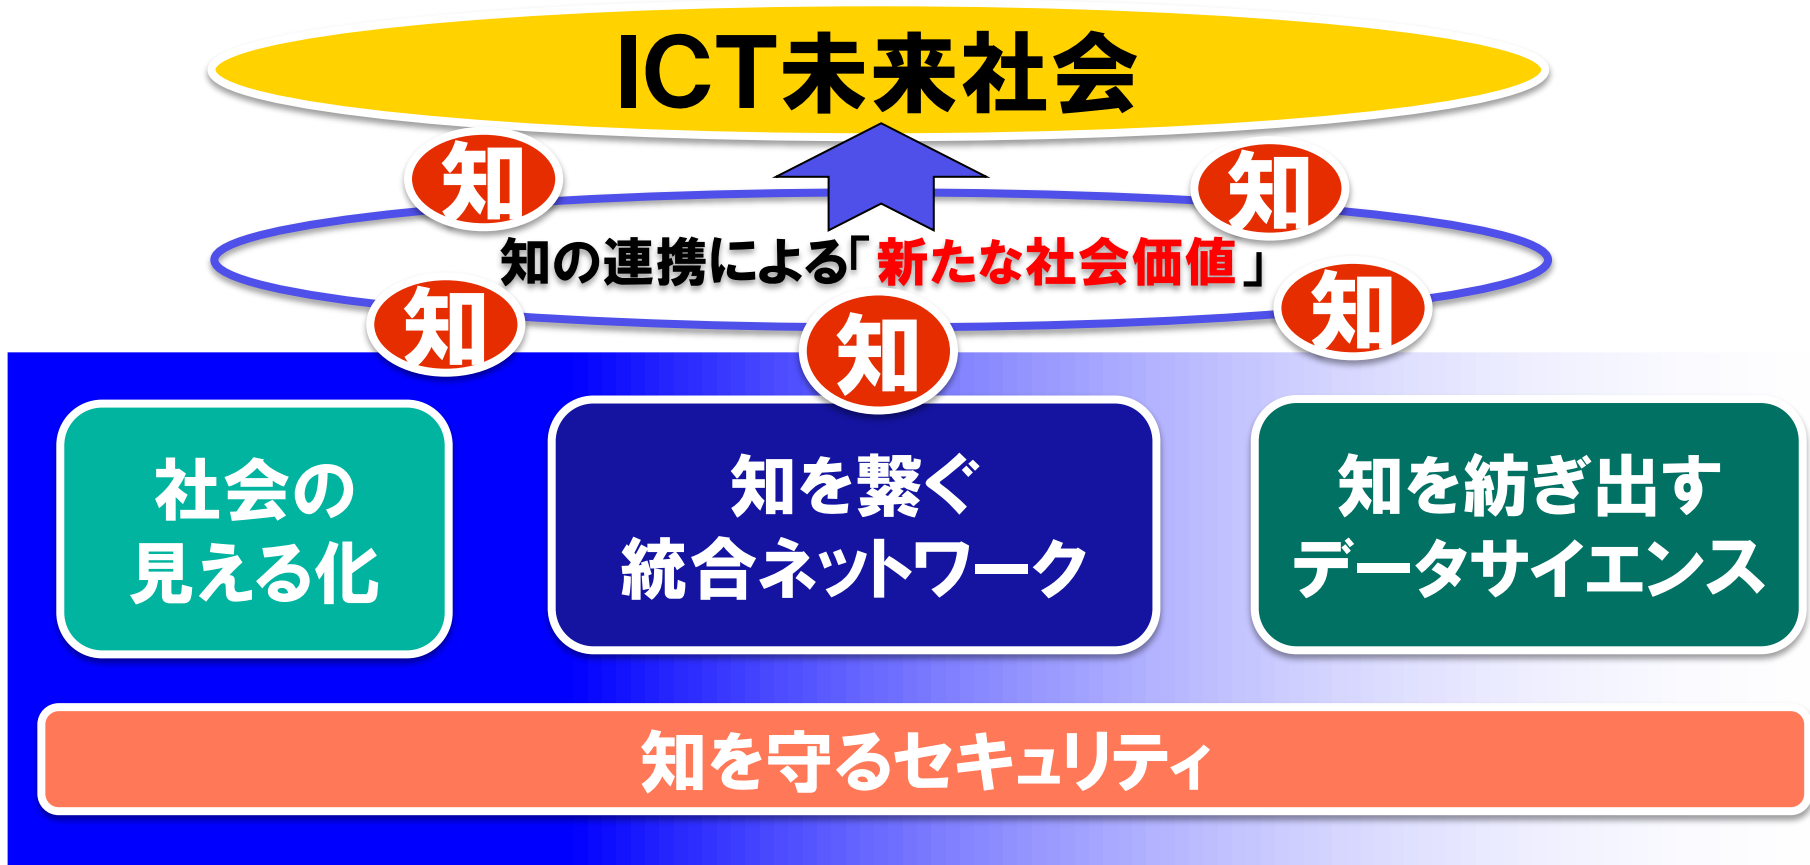 ICT未来社会
知
知
知の連携による「新たな社会価値」
知
知
知
社会の
見える化
知を繋ぐ
統合ネットワーク
知を紡ぎ出す
データサイエンス
知を守るセキュリティ